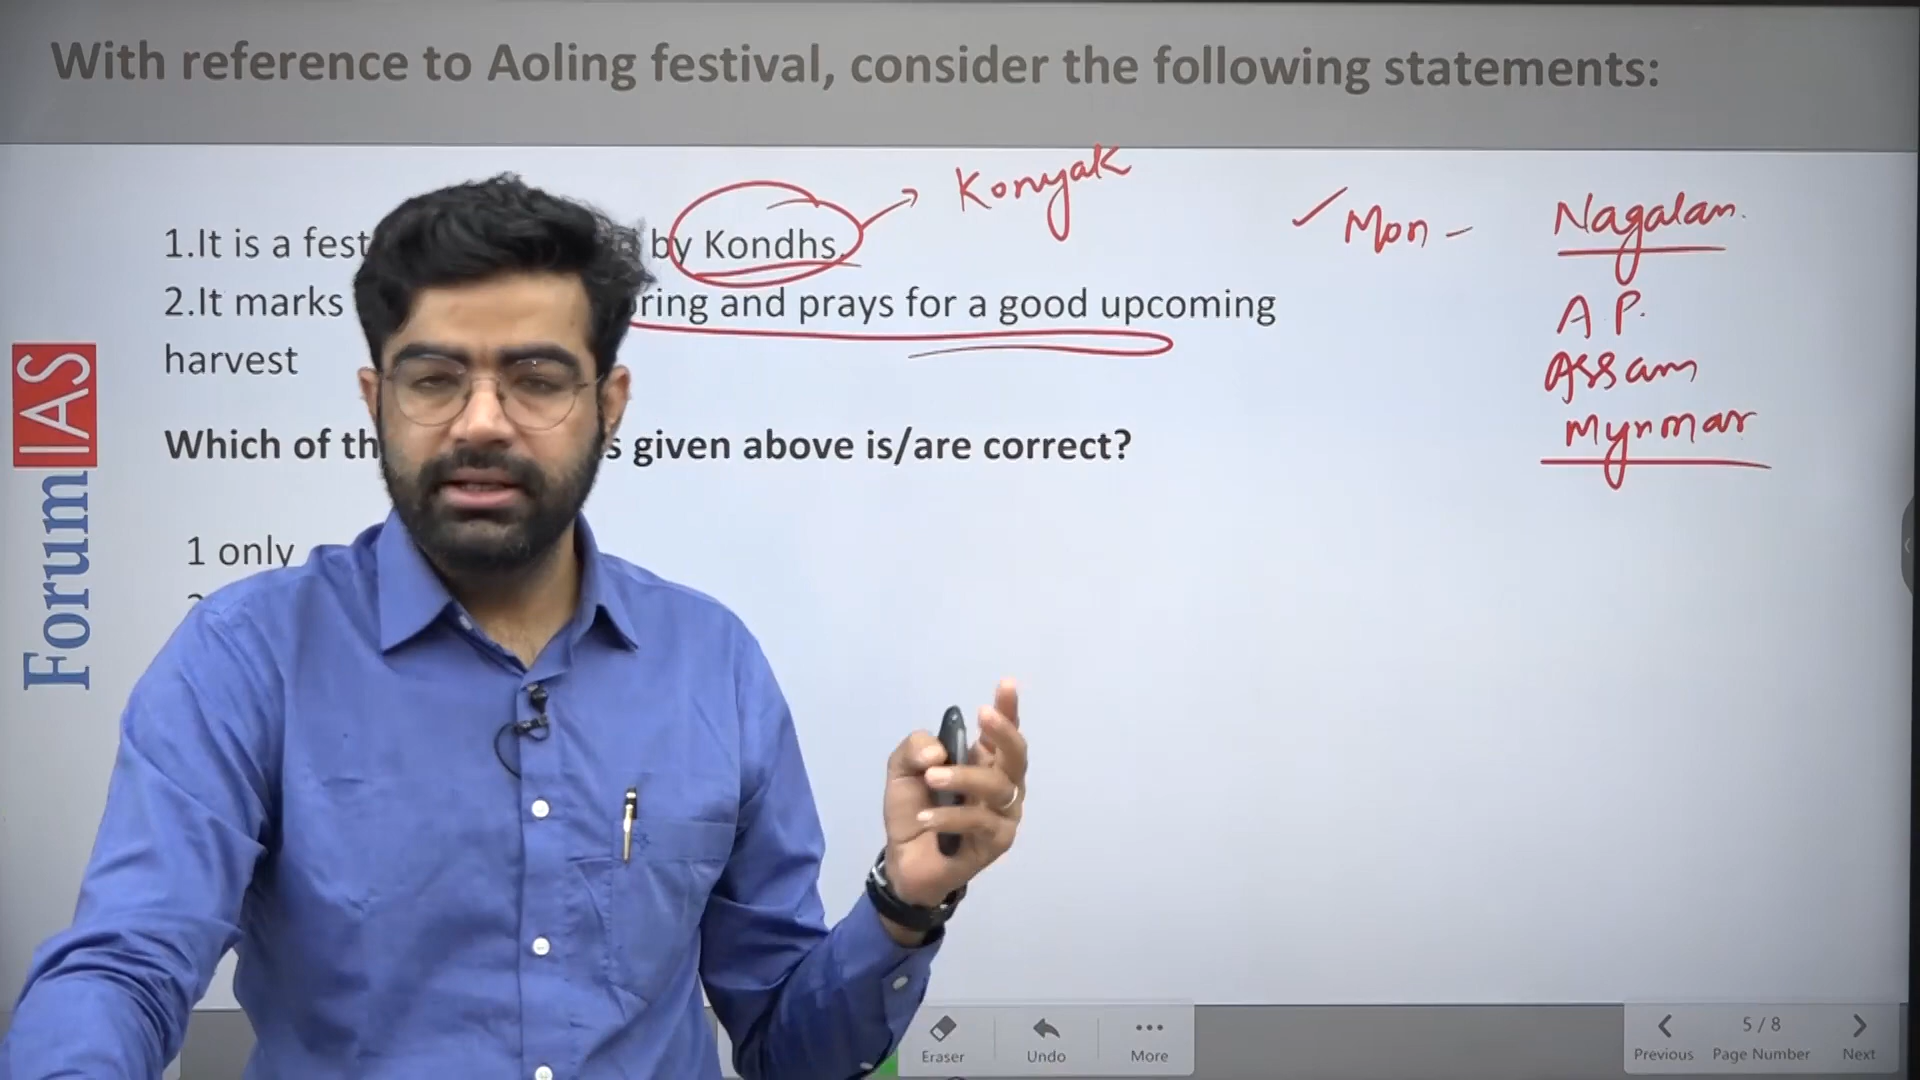 With reference to Aoling festival, consider the following statements:
Konyak
1.It is a fest by Kondhs.
Mon - Nagalan.
2.It marks ring and prays for a good upcoming
A P.
harvest
Assam
Which of th s given above is/are correct?
Mynmar
1 only
ForumIAS
Eraser
Undo
More
Previous
5 / 8
Page Number
Next